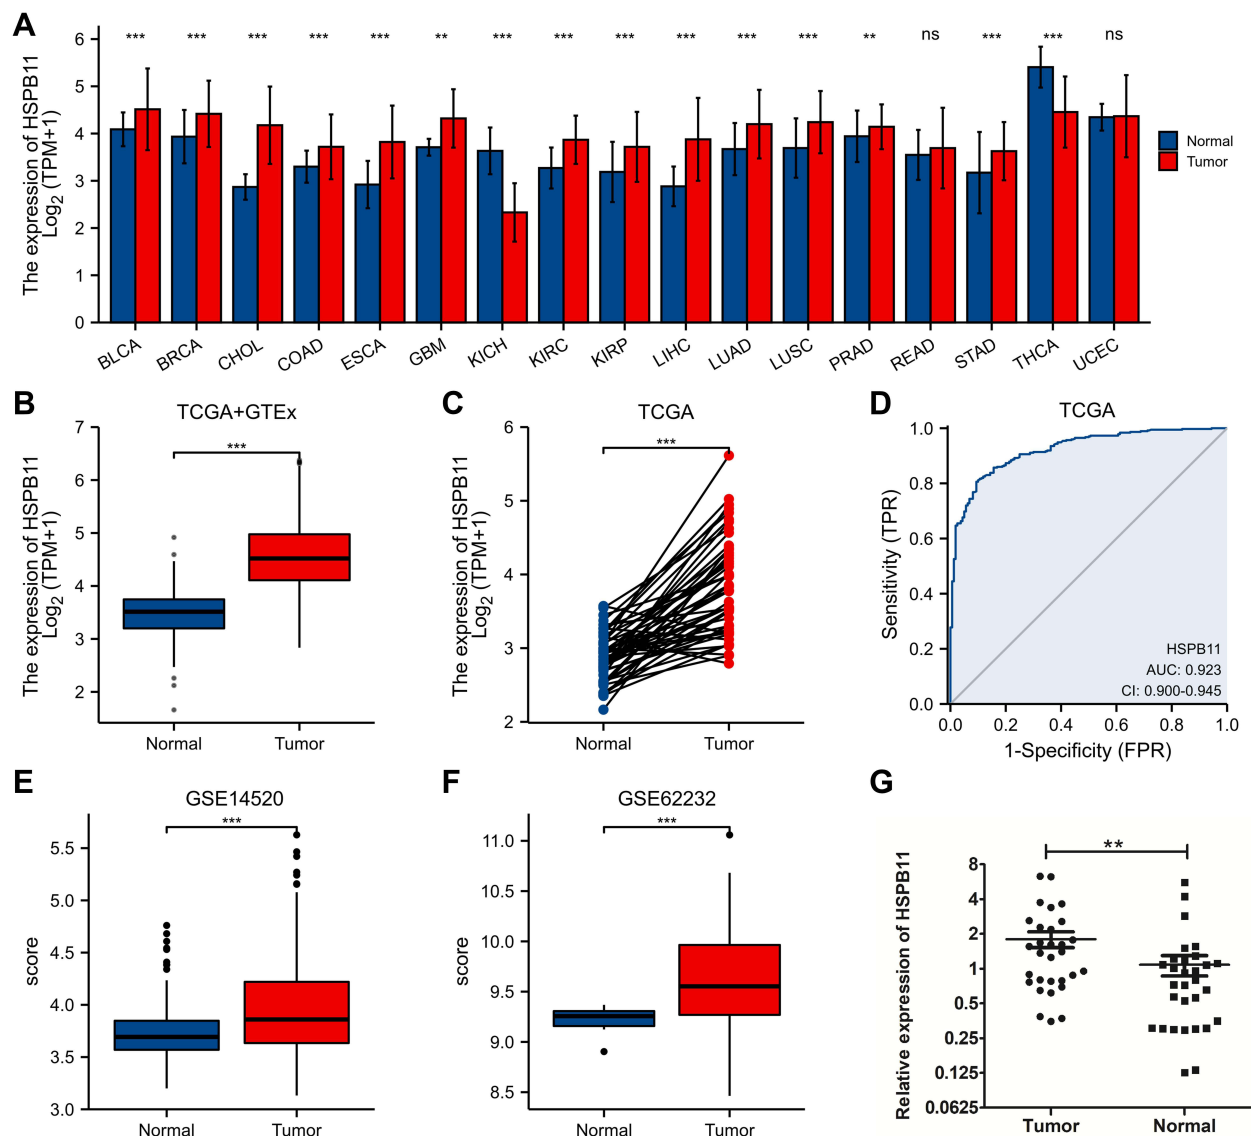 A
The expression of HSPB11
Log2 (TPM+1)
6
5
4
3
2
1
0
*** *** *** *** *** ** *** *** *** *** *** *** ** ns *** *** ns
BLCA BRCA CHOL COAD ESCA GBM KICH KIRC KIRP LIHC LUAD LUSC PRAD READ STAD THCA UCEC
Normal
Tumor
B
TCGA+GTEx
The expression of HSPB11
Log2 (TPM+1)
7
6
5
4
3
2
***
Normal Tumor
C
TCGA
The expression of HSPB11
Log2 (TPM+1)
6
5
4
3
2
***
Normal Tumor
D
TCGA
Sensitivity (TPR)
1.0
0.8
0.6
0.4
0.2
0.0
HSPB11
AUC: 0.923
CI: 0.900-0.945
0.0 0.2 0.4 0.6 0.8 1.0
1-Specificity (FPR)
E
GSE14520
score
5.5
5.0
4.5
4.0
3.5
3.0
***
Normal Tumor
F
GSE62232
score
11.0
10.5
10.0
9.5
9.0
8.5
***
Normal Tumor
G
Relative expression of HSPB11
8
4
2
1
0.5
0.25
0.125
0.0625
**
Tumor Normal